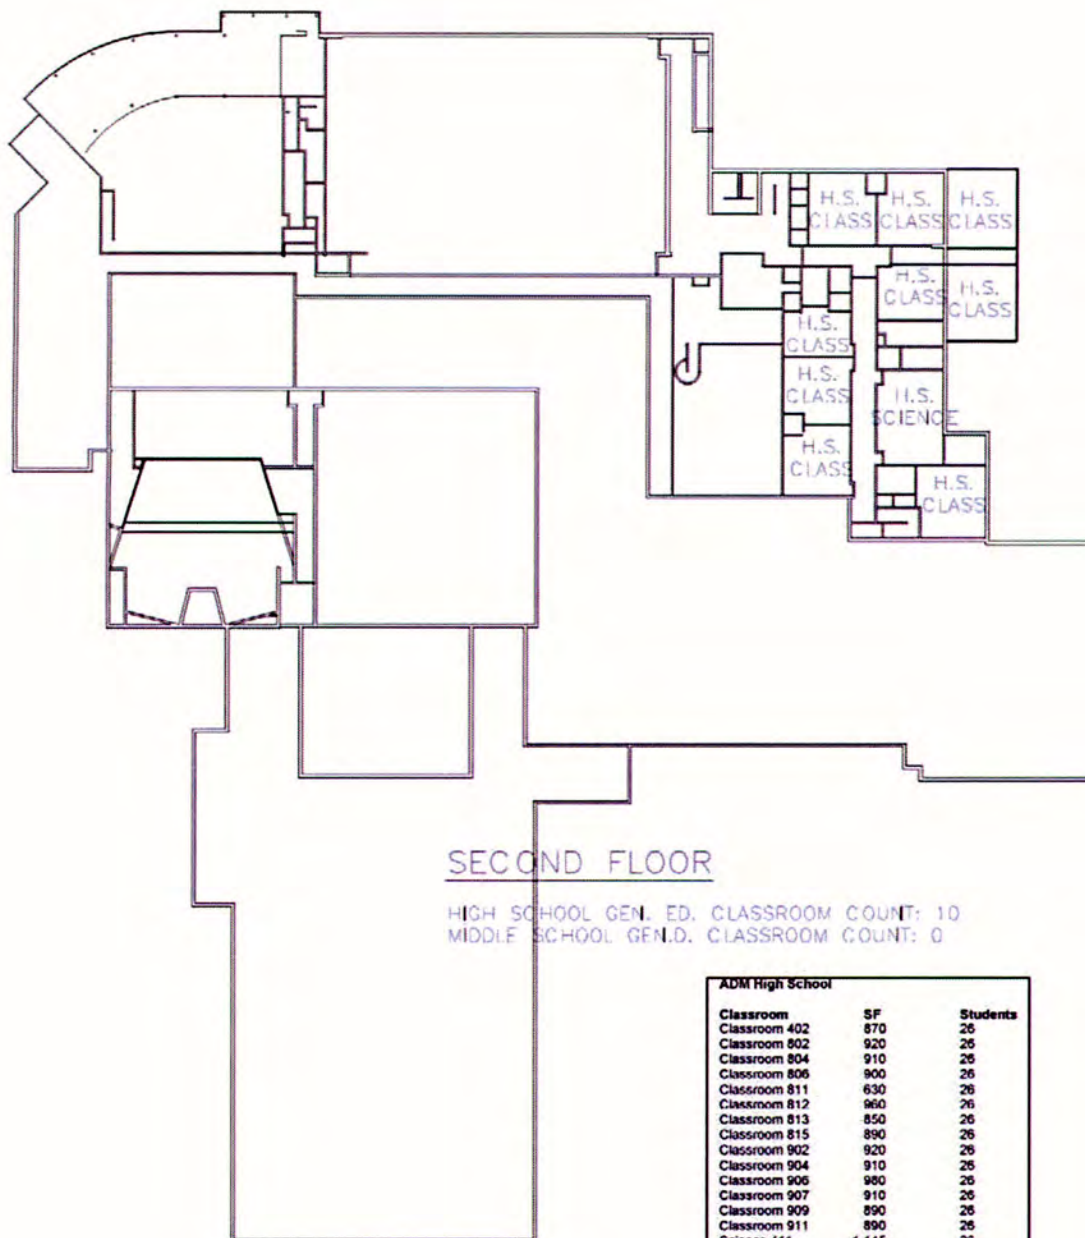 H.S.
CLASS
H.S.
CLASS
H.S.
CLASS
H.S.
CLASS
H.S.
CLASS
H.S.
CLASS
H.S.
CLASS
H.S.
SCIENCE
H.S.
CLASS
H.S.
CLASS
SECOND FLOOR
HIGH SCHOOL GEN. ED. CLASSROOM COUNT: 10
MIDDLE SCHOOL GEN.D. CLASSROOM COUNT: 0
ADM High School
Classroom SF Students
Classroom 402 870 26
Classroom 802 920 26
Classroom 804 910 26
Classroom 806 900 26
Classroom 811 630 26
Classroom 812 960 26
Classroom 813 850 26
Classroom 815 890 26
Classroom 902 920 26
Classroom 904 910 26
Classroom 906 980 26
Classroom 907 910 26
Classroom 909 890 26
Classroom 911 890 26